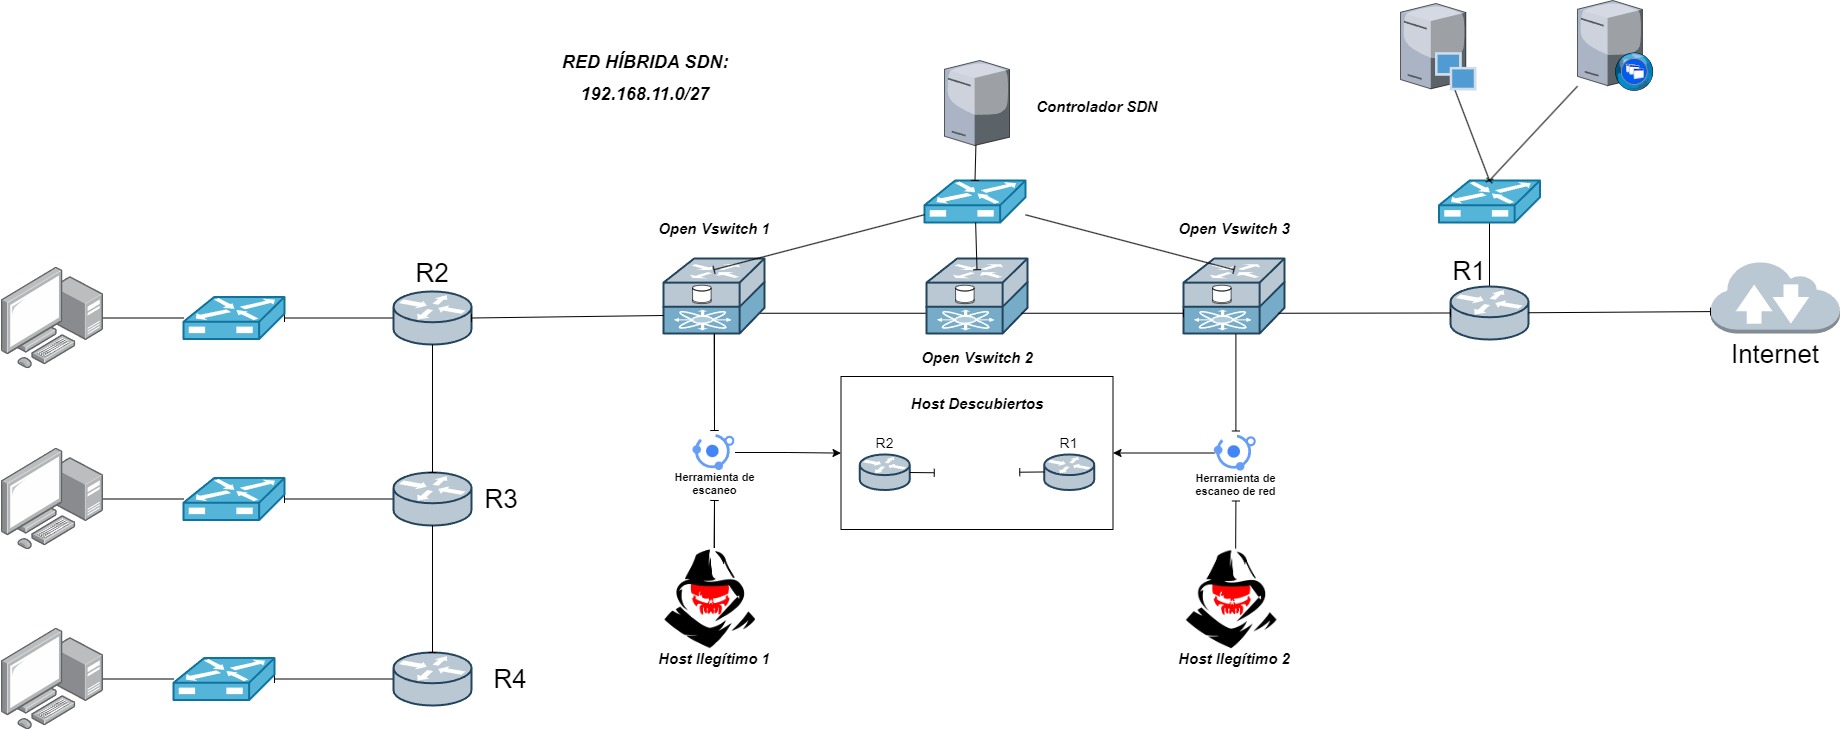 RED HÍBRIDA SDN:
192.168.11.0/27
Controlador SDN
Open Vswitch 1
Open Vswitch 3
R2
R1
Internet
Open Vswitch 2
Host Descubiertos
R2
R1
Herramienta de
escaneo
Herramienta de
escaneo de red
R3
R4
Host Ilegítimo 1
Host Ilegítimo 2